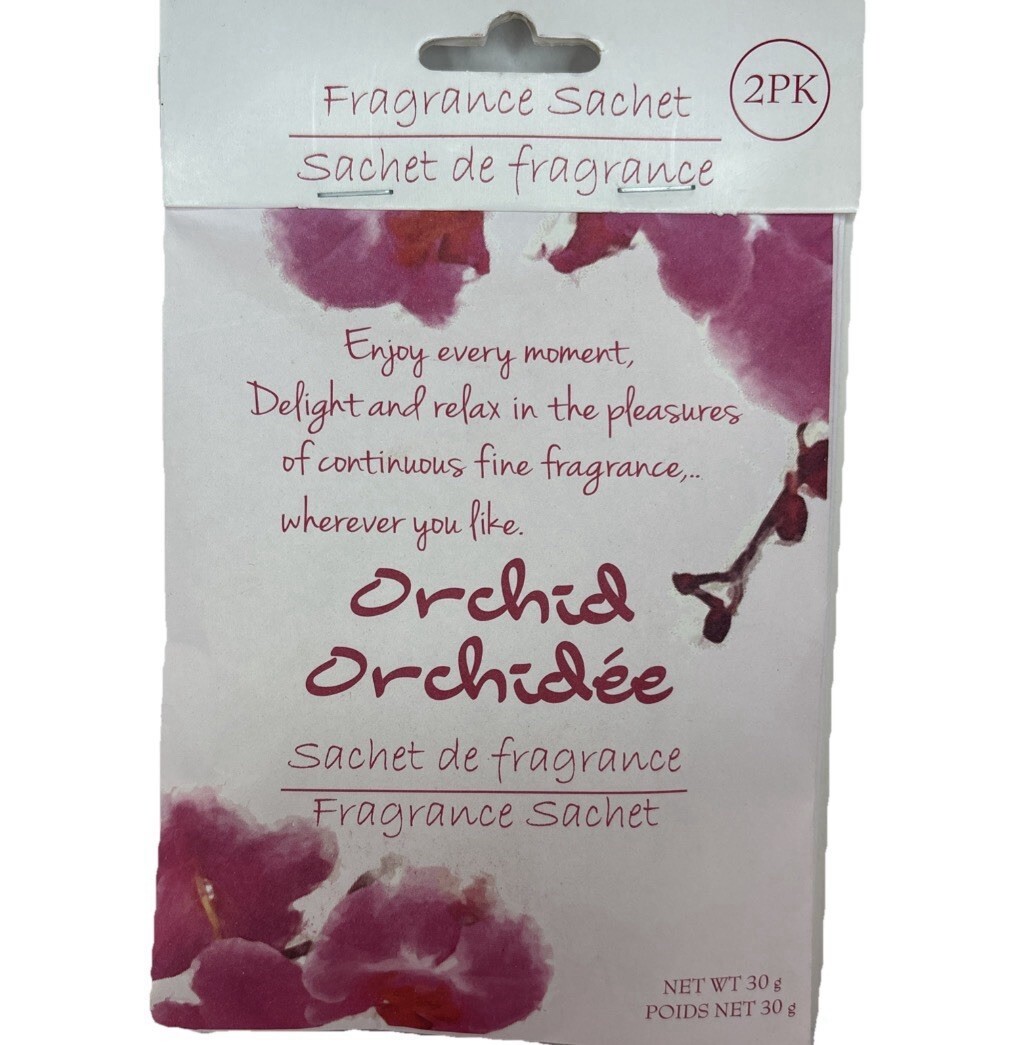 Fragrance Sachet
2PK
Sachet de fragrance
Enjoy every moment,
Delight and relax in the pleasures
of continuous fine fragrance,..
wherever you like.
Orchid
Orchidée
Sachet de fragrance
Fragrance Sachet
NET WT 30 g
POIDS NET 30 g